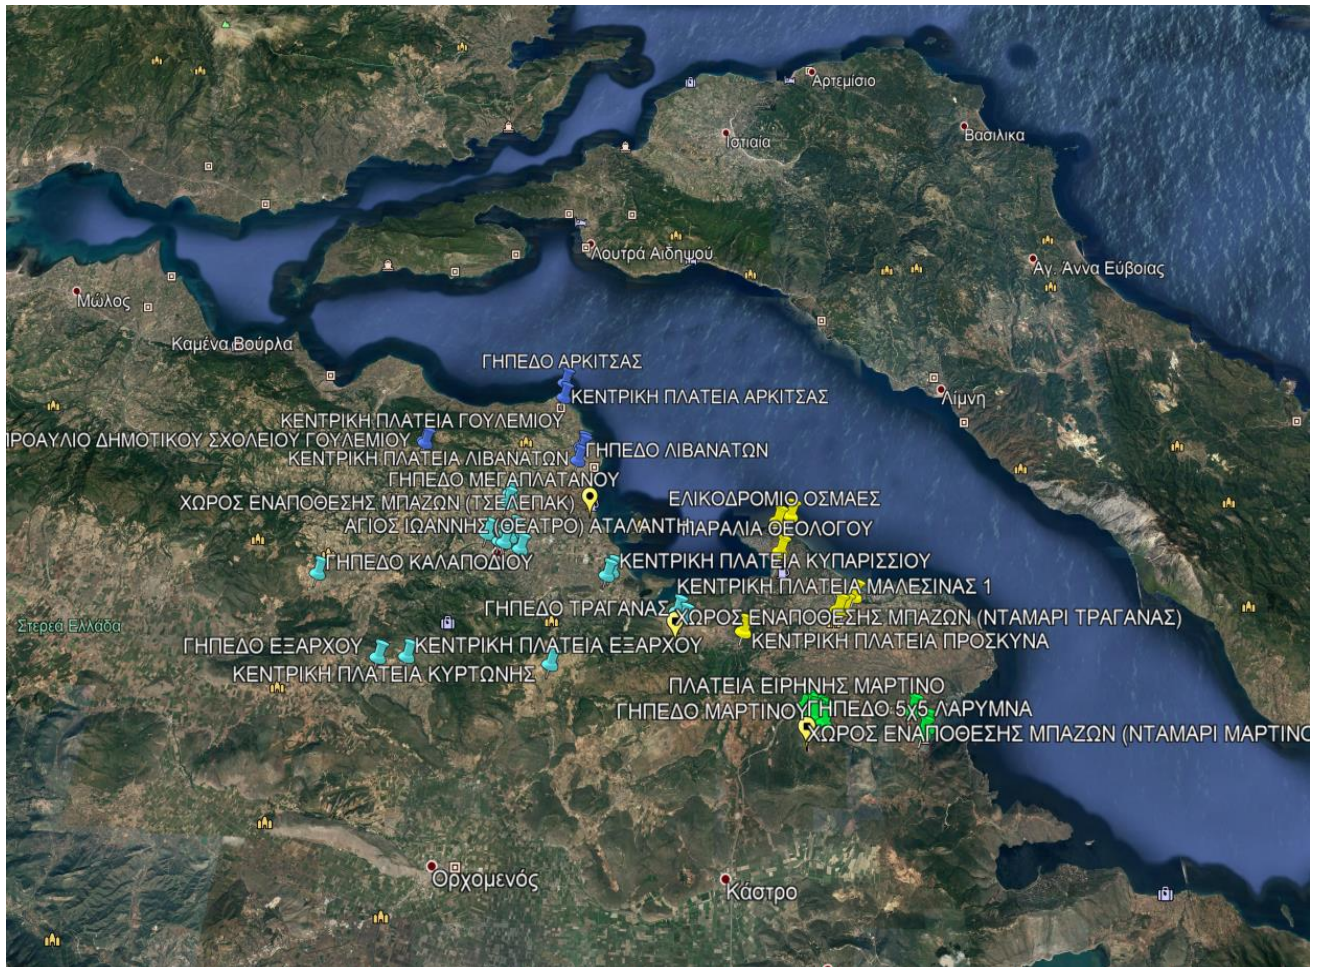 Αρτεμίσιο
Βασιλικα
Ιστιαία
Λουτρά Αιδηψού
Αγ. Άννα Εύβοιας
Μώλος
Καμένα Βούρλα
ΓΗΠΕΔΟ ΑΡΚΙΤΣΑΣ
ΚΕΝΤΡΙΚΗ ΠΛΑΤΕΙΑ ΑΡΚΙΤΣΑΣ
Λίμνη
ΚΕΝΤΡΙΚΗ ΠΛΑΤΕΙΑ ΓΟΥΛΕΜΙΟΥ
ΠΡΟΑΥΛΙΟ ΔΗΜΟΤΙΚΟΥ ΣΧΟΛΕΙΟΥ ΓΟΥΛΕΜΙΟΥ
ΓΗΠΕΔΟ ΛΙΒΑΝΑΤΩΝ
ΚΕΝΤΡΙΚΗ ΠΛΑΤΕΙΑ ΛΙΒΑΝΑΤΩΝ
ΓΗΠΕΔΟ ΜΕΓΑΠΛΑΤΑΝΟΥ
ΧΩΡΟΣ ΕΝΑΠΟΘΕΣΗΣ ΜΠΑΖΩΝ (ΤΣΕΛΕΠΑΚ)
ΕΛΙΚΟΔΡΟΜΙΟ ΟΣΜΑΕΣ
ΑΓΙΟΣ ΙΩΑΝΝΗΣ (ΘΕΑΤΡΟ) ΑΤΑΛΑΝΤΗ
ΠΑΡΑΛΙΑ ΘΕΟΛΟΓΟΥ
ΓΗΠΕΔΟ ΚΑΛΑΠΟΔΙΟΥ
ΚΕΝΤΡΙΚΗ ΠΛΑΤΕΙΑ ΚΥΠΑΡΙΣΣΙΟΥ
ΚΕΝΤΡΙΚΗ ΠΛΑΤΕΙΑ ΜΑΛΕΣΙΝΑΣ 1
ΓΗΠΕΔΟ ΤΡΑΓΑΝΑΣ
ΧΩΡΟΣ ΕΝΑΠΟΘΕΣΗΣ ΜΠΑΖΩΝ (ΝΤΑΜΑΡΙ ΤΡΑΓΑΝΑΣ)
Στερεά Ελλάδα
ΚΕΝΤΡΙΚΗ ΠΛΑΤΕΙΑ ΠΡΟΣΚΥΝΑ
ΓΗΠΕΔΟ ΕΞΑΡΧΟΥ
ΚΕΝΤΡΙΚΗ ΠΛΑΤΕΙΑ ΕΞΑΡΧΟΥ
ΚΕΝΤΡΙΚΗ ΠΛΑΤΕΙΑ ΚΥΡΤΩΝΗΣ
ΠΛΑΤΕΙΑ ΕΙΡΗΝΗΣ ΜΑΡΤΙΝΟ
ΓΗΠΕΔΟ ΜΑΡΤΙΝΟΥ
ΓΗΠΕΔΟ 5χ5 ΛΑΡΥΜΝΑ
ΧΩΡΟΣ ΕΝΑΠΟΘΕΣΗΣ ΜΠΑΖΩΝ (ΝΤΑΜΑΡΙ ΜΑΡΤΙΝΟ
Ορχομενός
Κάστρο